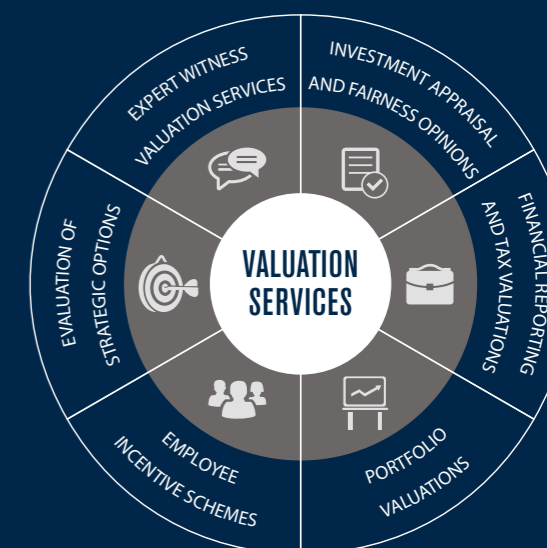 VALUATION
SERVICES
INVESTMENT APPRAISAL
AND FAIRNESS OPINIONS
FINANCIAL REPORTING
AND TAX VALUATIONS
PORTFOLIO
VALUATIONS
EMPLOYEE
INCENTIVE SCHEMES
EVALUATION OF
STRATEGIC OPTIONS
EXPERT WITNESS
VALUATION SERVICES